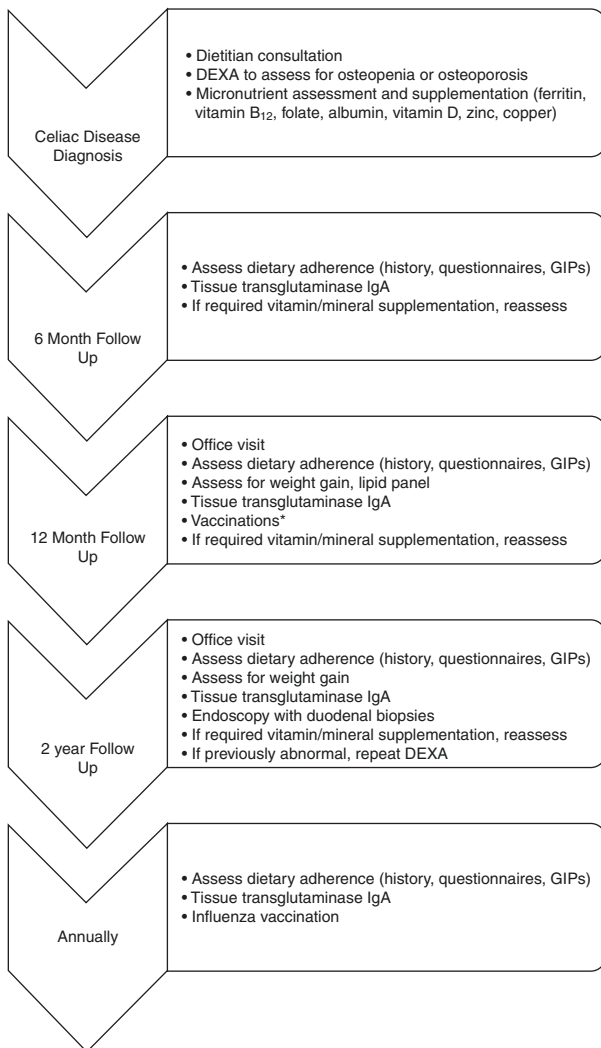 Celiac Disease
Diagnosis
• Dietitian consultation
• DEXA to assess for osteopenia or osteoporosis
• Micronutrient assessment and supplementation (ferritin,
vitamin B₁₂, folate, albumin, vitamin D, zinc, copper)
6 Month Follow
Up
• Assess dietary adherence (history, questionnaires, GIPs)
• Tissue transglutaminase IgA
• If required vitamin/mineral supplementation, reassess
12 Month Follow
Up
• Office visit
• Assess dietary adherence (history, questionnaires, GIPs)
• Assess for weight gain, lipid panel
• Tissue transglutaminase IgA
• Vaccinations*
• If required vitamin/mineral supplementation, reassess
2 year Follow
Up
• Office visit
• Assess dietary adherence (history, questionnaires, GIPs)
• Assess for weight gain
• Tissue transglutaminase IgA
• Endoscopy with duodenal biopsies
• If required vitamin/mineral supplementation, reassess
• If previously abnormal, repeat DEXA
Annually
• Assess dietary adherence (history, questionnaires, GIPs)
• Tissue transglutaminase IgA
• Influenza vaccination